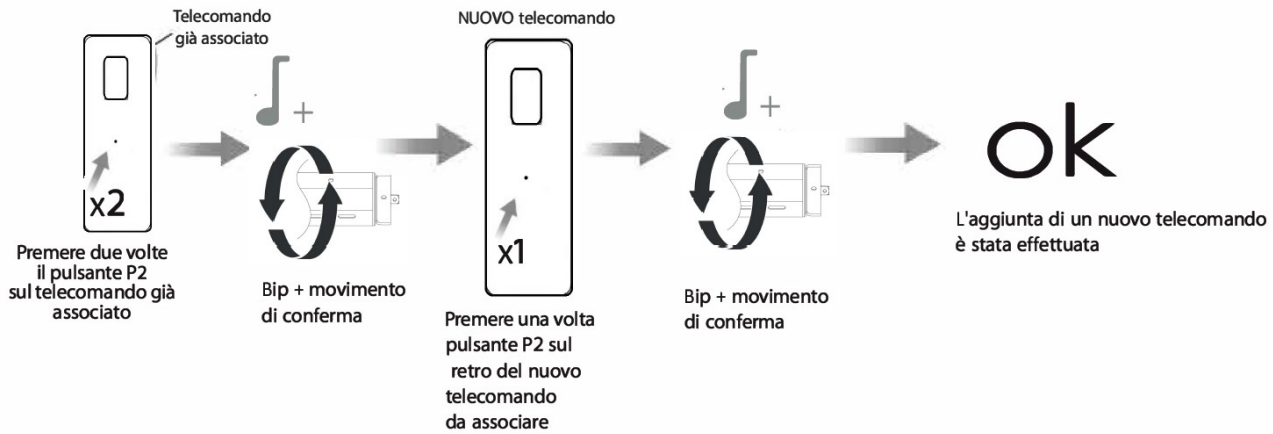 Telecomando
già associato
x2
Premere due volte
il pulsante P2
sul telecomando già
associato
+
Bip + movimento
di conferma
NUOVO telecomando
x1
Premere una volta
pulsante P2 sul
retro del nuovo
telecomando
da associare
+
Bip + movimento
di conferma
ok
L'aggiunta di un nuovo telecomando
è stata effettuata